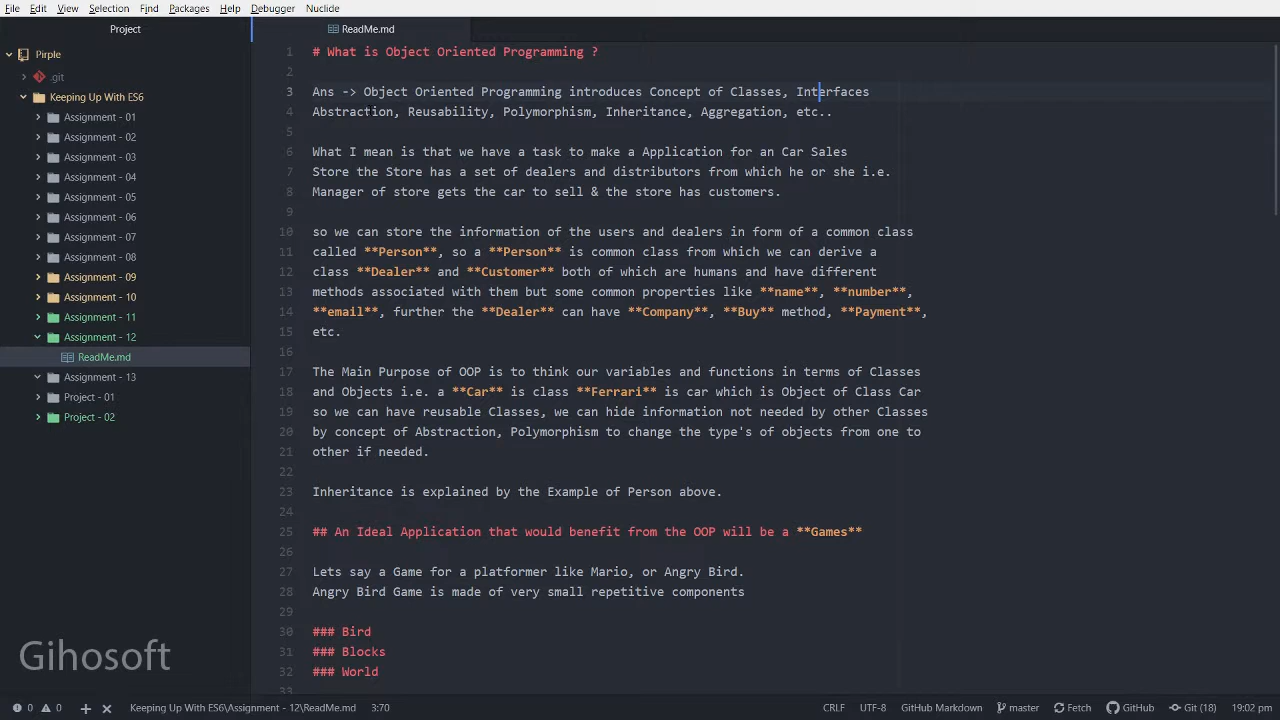 File Edit View Selection Find Packages Help Debugger Nuclide
Project
ReadMe.md
Pirple
.git
Keeping Up With ES6
Assignment - 01
Assignment - 02
Assignment - 03
Assignment - 04
Assignment - 05
Assignment - 06
Assignment - 07
Assignment - 08
Assignment - 09
Assignment - 10
Assignment - 11
Assignment - 12
ReadMe.md
Assignment - 13
Project - 01
Project - 02
1 # What is Object Oriented Programming ?
2
3 Ans -> Object Oriented Programming introduces Concept of Classes, Interfaces
4 Abstraction, Reusability, Polymorphism, Inheritance, Aggregation, etc..
5
6 What I mean is that we have a task to make a Application for an Car Sales
7 Store the Store has a set of dealers and distributors from which he or she i.e.
8 Manager of store gets the car to sell & the store has customers.
9
10 so we can store the information of the users and dealers in form of a common class
11 called **Person**, so a **Person** is common class from which we can derive a
12 class **Dealer** and **Customer** both of which are humans and have different
13 methods associated with them but some common properties like **name**, **number**,
14 **email**, further the **Dealer** can have **Company**, **Buy** method, **Payment**,
15 etc.
16
17 The Main Purpose of OOP is to think our variables and functions in terms of Classes
18 and Objects i.e. a **Car** is class **Ferrari** is car which is Object of Class Car
19 so we can have reusable Classes, we can hide information not needed by other Classes
20 by concept of Abstraction, Polymorphism to change the type's of objects from one to
21 other if needed.
22
23 Inheritance is explained by the Example of Person above.
24
25 ## An Ideal Application that would benefit from the OOP will be a **Games**
26
27 Lets say a Game for a platformer like Mario, or Angry Bird.
28 Angry Bird Game is made of very small repetitive components
29
30 ### Bird
31 ### Blocks
32 ### World
33
Gihosoft
0 0 Keeping Up With ES6\Assignment - 12\ReadMe.md 3:70 CRLF UTF-8 GitHub Markdown master Fetch GitHub Git (18) 19:02 pm